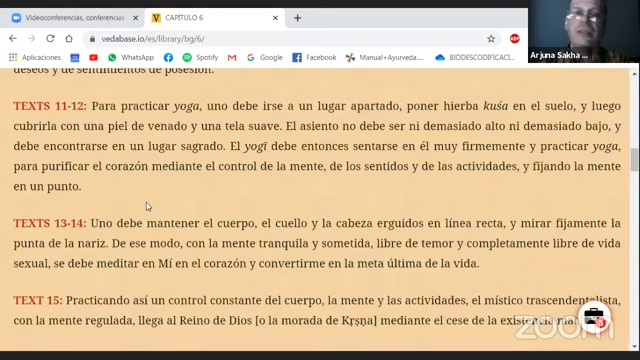 Videoconferencias, conferencias
CAPÍTULO 6
vedabase.io/es/library/bg/6/
ABP
Aplicaciones
YouTube
WhatsApp
Gmail
Google
Facebook
Manual+Ayurveda...
BIODESCODIFICACI...
Arjuna Sakha
deseos y de sentimientos de posesión.
TEXTS 11-12: Para practicar yoga, uno debe irse a un lugar apartado, poner hierba kuśa en el suelo, y luego
cubrirla con una piel de venado y una tela suave. El asiento no debe ser ni demasiado alto ni demasiado bajo, y
debe encontrarse en un lugar sagrado. El yogī debe entonces sentarse en él muy firmemente y practicar yoga,
para purificar el corazón mediante el control de la mente, de los sentidos y de las actividades, y fijando la mente
en un punto.
TEXTS 13-14: Uno debe mantener el cuerpo, el cuello y la cabeza erguidos en línea recta, y mirar fijamente la
punta de la nariz. De ese modo, con la mente tranquila y sometida, libre de temor y completamente libre de vida
sexual, se debe meditar en Mí en el corazón y convertirme en la meta última de la vida.
TEXT 15: Practicando así un control constante del cuerpo, la mente y las actividades, el místico trascendentalista,
con la mente regulada, llega al Reino de Dios [o la morada de Kṛṣṇa] mediante el cese de la existencia
zoom